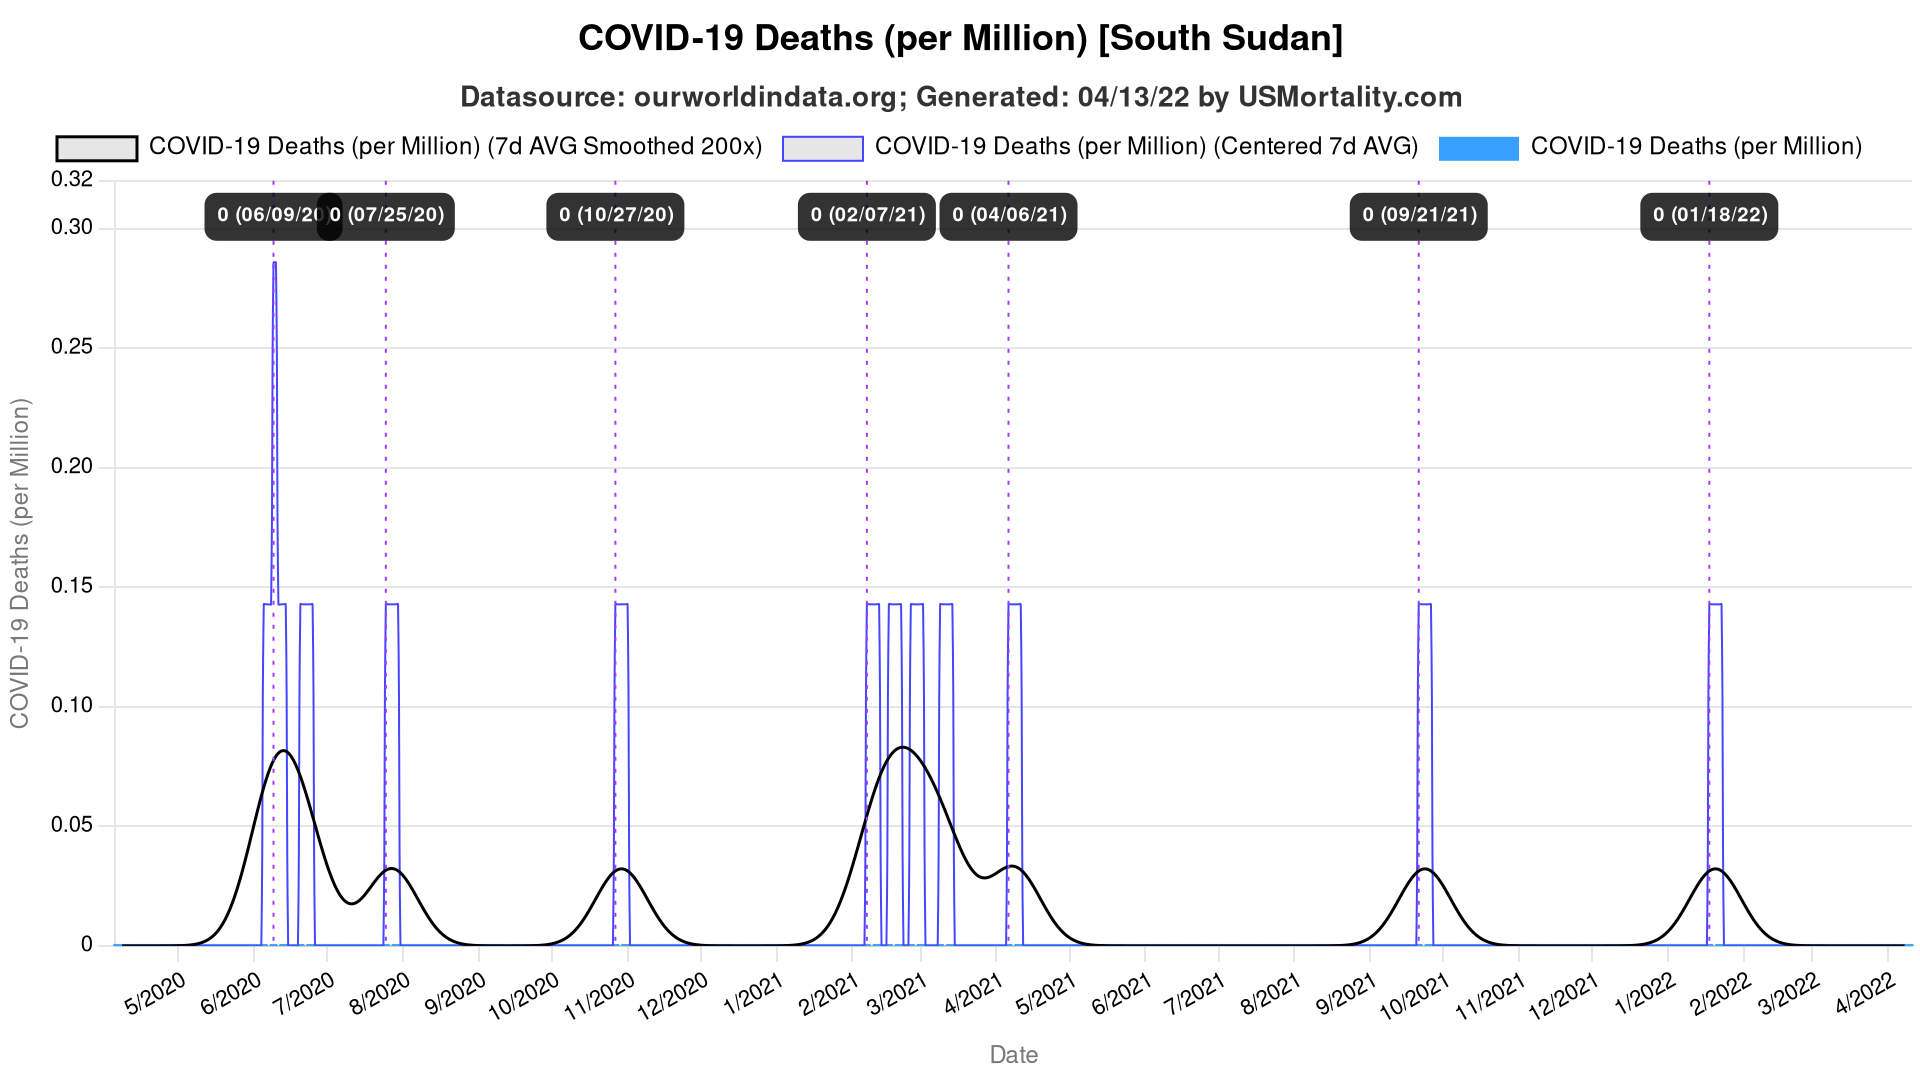 COVID-19 Deaths (per Million) [South Sudan]
Datasource: ourworldindata.org; Generated: 04/13/22 by USMortality.com
COVID-19 Deaths (per Million) (7d AVG Smoothed 200x) COVID-19 Deaths (per Million) (Centered 7d AVG) COVID-19 Deaths (per Million)
0.32
0 (06/09/20) 0 (07/25/20) 0 (10/27/20) 0 (02/07/21) 0 (04/06/21) 0 (09/21/21) 0 (01/18/22)
0.30
0.25
0.20
0.15
0.10
0.05
0
COVID-19 Deaths (per Million)
5/2020 6/2020 7/2020 8/2020 9/2020 10/2020 11/2020 12/2020 1/2021 2/2021 3/2021 4/2021 5/2021 6/2021 7/2021 8/2021 9/2021 10/2021 11/2021 12/2021 1/2022 2/2022 3/2022 4/2022
Date